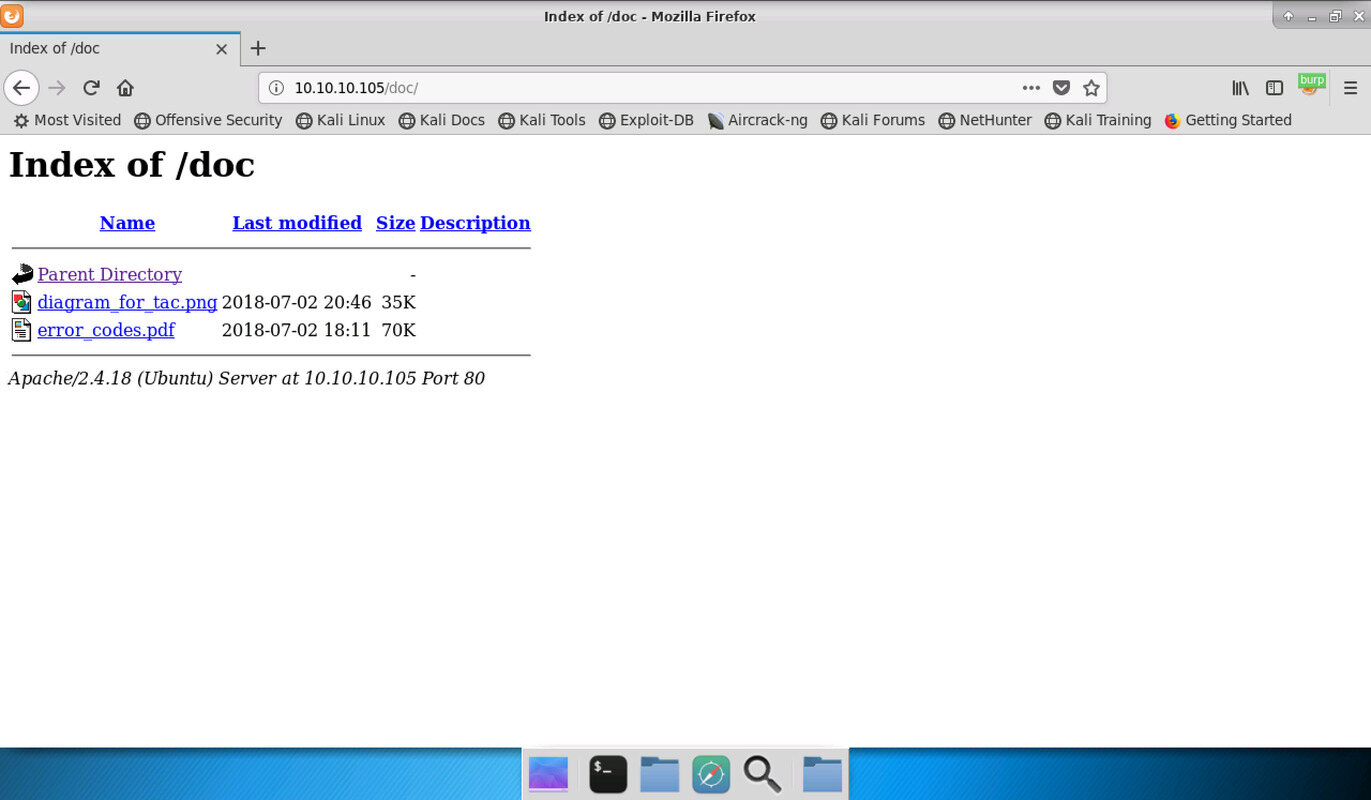 Index of /doc - Mozilla Firefox
Index of /doc
10.10.10.105/doc/
burp
Most Visited Offensive Security Kali Linux Kali Docs Kali Tools Exploit-DB Aircrack-ng Kali Forums NetHunter Kali Training Getting Started
Index of /doc
Name Last modified Size Description
Parent Directory -
diagram_for_tac.png 2018-07-02 20:46 35K
error_codes.pdf 2018-07-02 18:11 70K
Apache/2.4.18 (Ubuntu) Server at 10.10.10.105 Port 80
$_